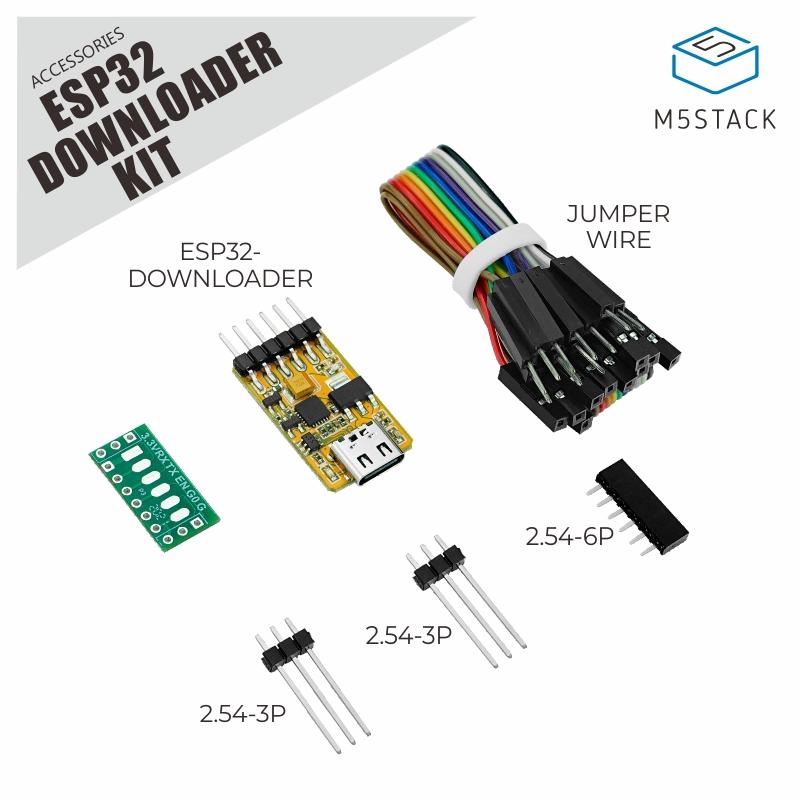 ACCESSORIES
ESP32
DOWNLOADER
KIT
5
M5STACK
JUMPER
WIRE
ESP32-
DOWNLOADER
3.3V RX TX EN G0 G
2.54-6P
2.54-3P
2.54-3P